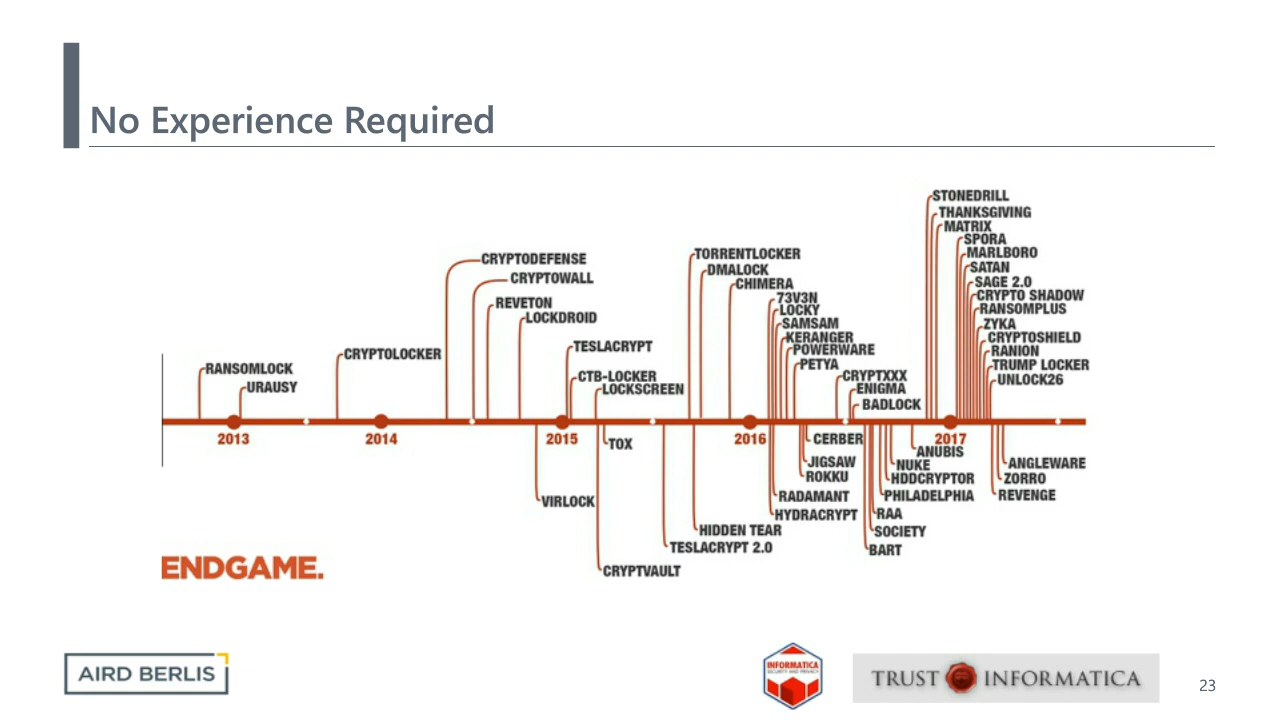 No Experience Required
STONEDRILL
THANKSGIVING
MATRIX
SPORA
MARLBORO
SATAN
SAGE 2.0
CRYPTO SHADOW
RANSOMPLUS
ZYKA
CRYPTOSHIELD
RANION
TRUMP LOCKER
UNLOCK26
TORRENTLOCKER
DMALOCK
CHIMERA
73V3N
LOCKY
SAMSAM
KERANGER
POWERWARE
PETYA
CRYPTXXX
ENIGMA
BADLOCK
CRYPTODEFENSE
CRYPTOWALL
REVETON
LOCKDROID
TESLACRYPT
CTB-LOCKER
LOCKSCREEN
CRYPTOLOCKER
RANSOMLOCK
URAUSY
2013
2014
2015
2016
2017
TOX
VIRLOCK
CRYPTVAULT
TESLACRYPT 2.0
HIDDEN TEAR
CERBER
JIGSAW
ROKKU
RADAMANT
HYDRACRYPT
ANUBIS
NUKE
HDDCRYPTOR
PHILADELPHIA
RAA
SOCIETY
BART
ANGLEWARE
ZORRO
REVENGE
ENDGAME.
AIRD BERLIS
INFORMATICA
SECURITY AND PRIVACY
TRUST INFORMATICA
23